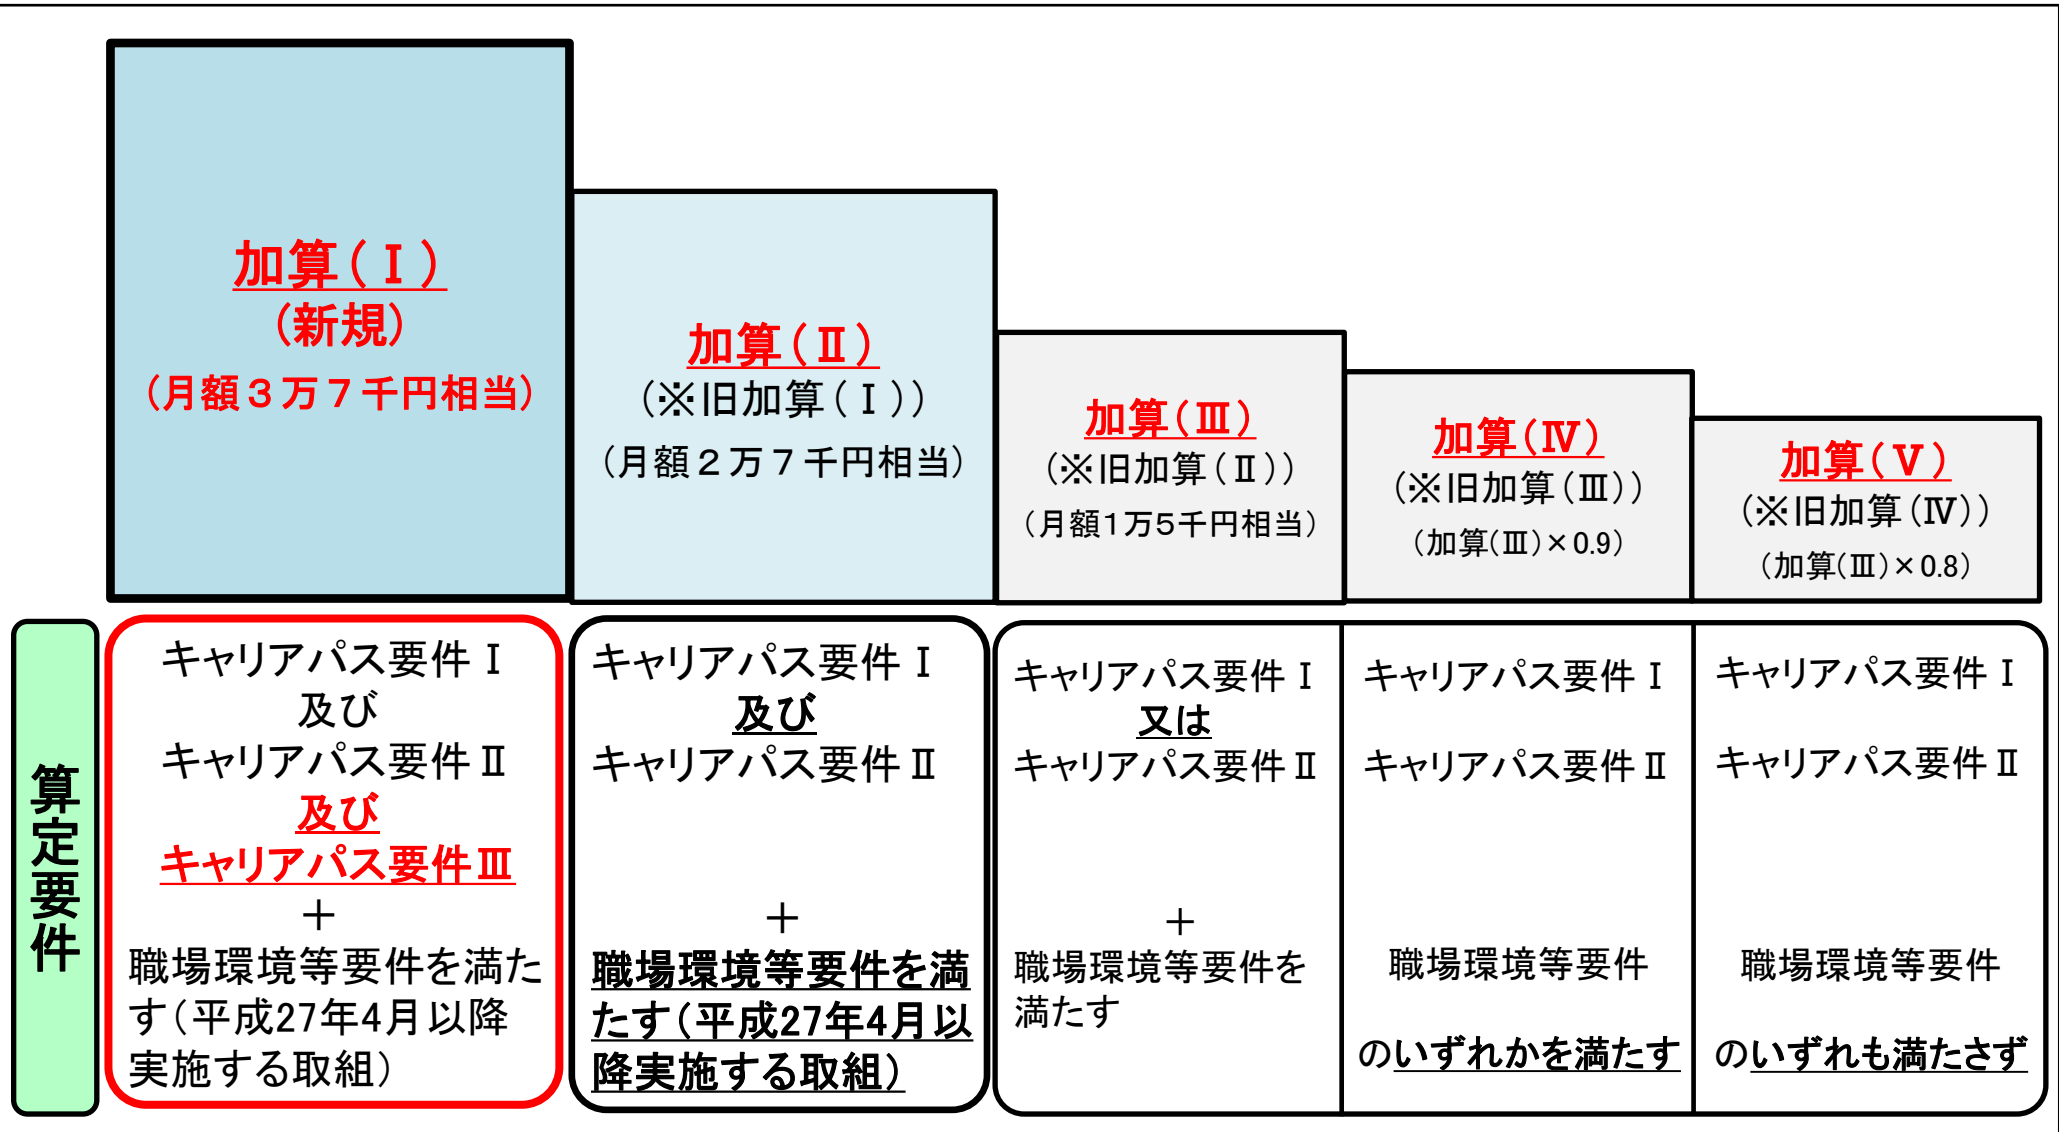 加算(Ⅰ)
(新規)
(月額3万7千円相当)
加算(Ⅱ)
(※旧加算(Ⅰ))
(月額2万7千円相当)
加算(Ⅲ)
(※旧加算(Ⅱ))
(月額1万5千円相当)
加算(Ⅳ)
(※旧加算(Ⅲ))
(加算(Ⅲ)×0.9)
加算(Ⅴ)
(※旧加算(Ⅳ))
(加算(Ⅲ)×0.8)
算定要件
キャリアパス要件Ⅰ
及び
キャリアパス要件Ⅱ
及び
キャリアパス要件Ⅲ
+
職場環境等要件を満た
す(平成27年4月以降
実施する取組)
キャリアパス要件Ⅰ
及び
キャリアパス要件Ⅱ
+
職場環境等要件を満
たす(平成27年4月以
降実施する取組)
キャリアパス要件Ⅰ
又は
キャリアパス要件Ⅱ
+
職場環境等要件を
満たす
キャリアパス要件Ⅰ
キャリアパス要件Ⅱ
職場環境等要件
のいずれかを満たす
キャリアパス要件Ⅰ
キャリアパス要件Ⅱ
職場環境等要件
のいずれも満たさず